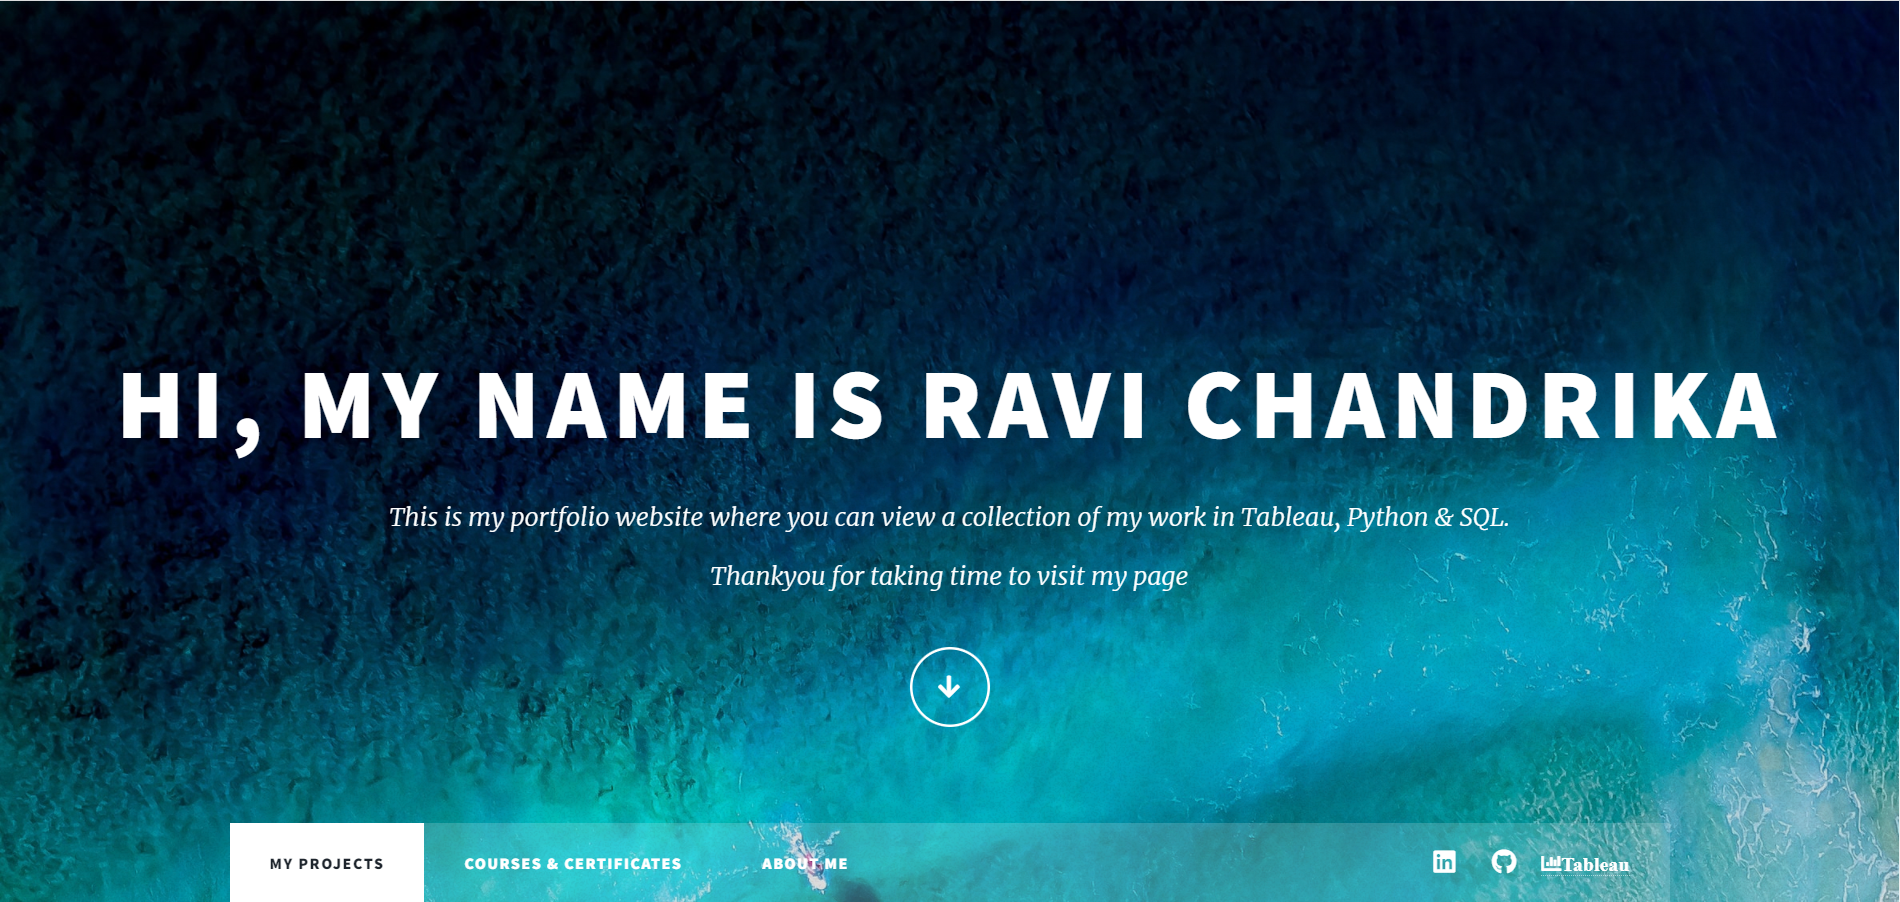 HI, MY NAME IS RAVI CHANDRIKA
This is my portfolio website where you can view a collection of my work in Tableau, Python & SQL.
Thankyou for taking time to visit my page
MY PROJECTS COURSES & CERTIFICATES ABOUT ME in Tableau